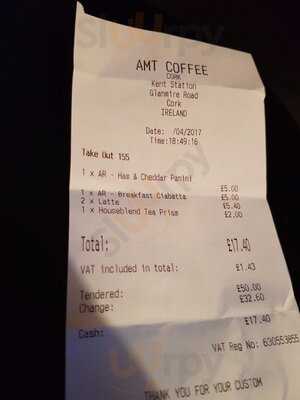 AMT COFFEE
CORK
Kent Station
Glanmire Road
Cork
IRELAND
Date: /04/2017
Time:18:49:16
Take Out 155
1 x AR - Has & Cheddar Panini £5.00
1 x AR - Breakfast Ciabatta £5.00
2 x Latte £5.40
1 x Houseblend Tea Prism £2.00
Total: £17.40
VAT included in total: £1.43
Tendered: £50.00
Change: £32.60
Cash: £17.40
VAT Reg No: 630553855
THANK YOU FOR YOUR CUSTOM